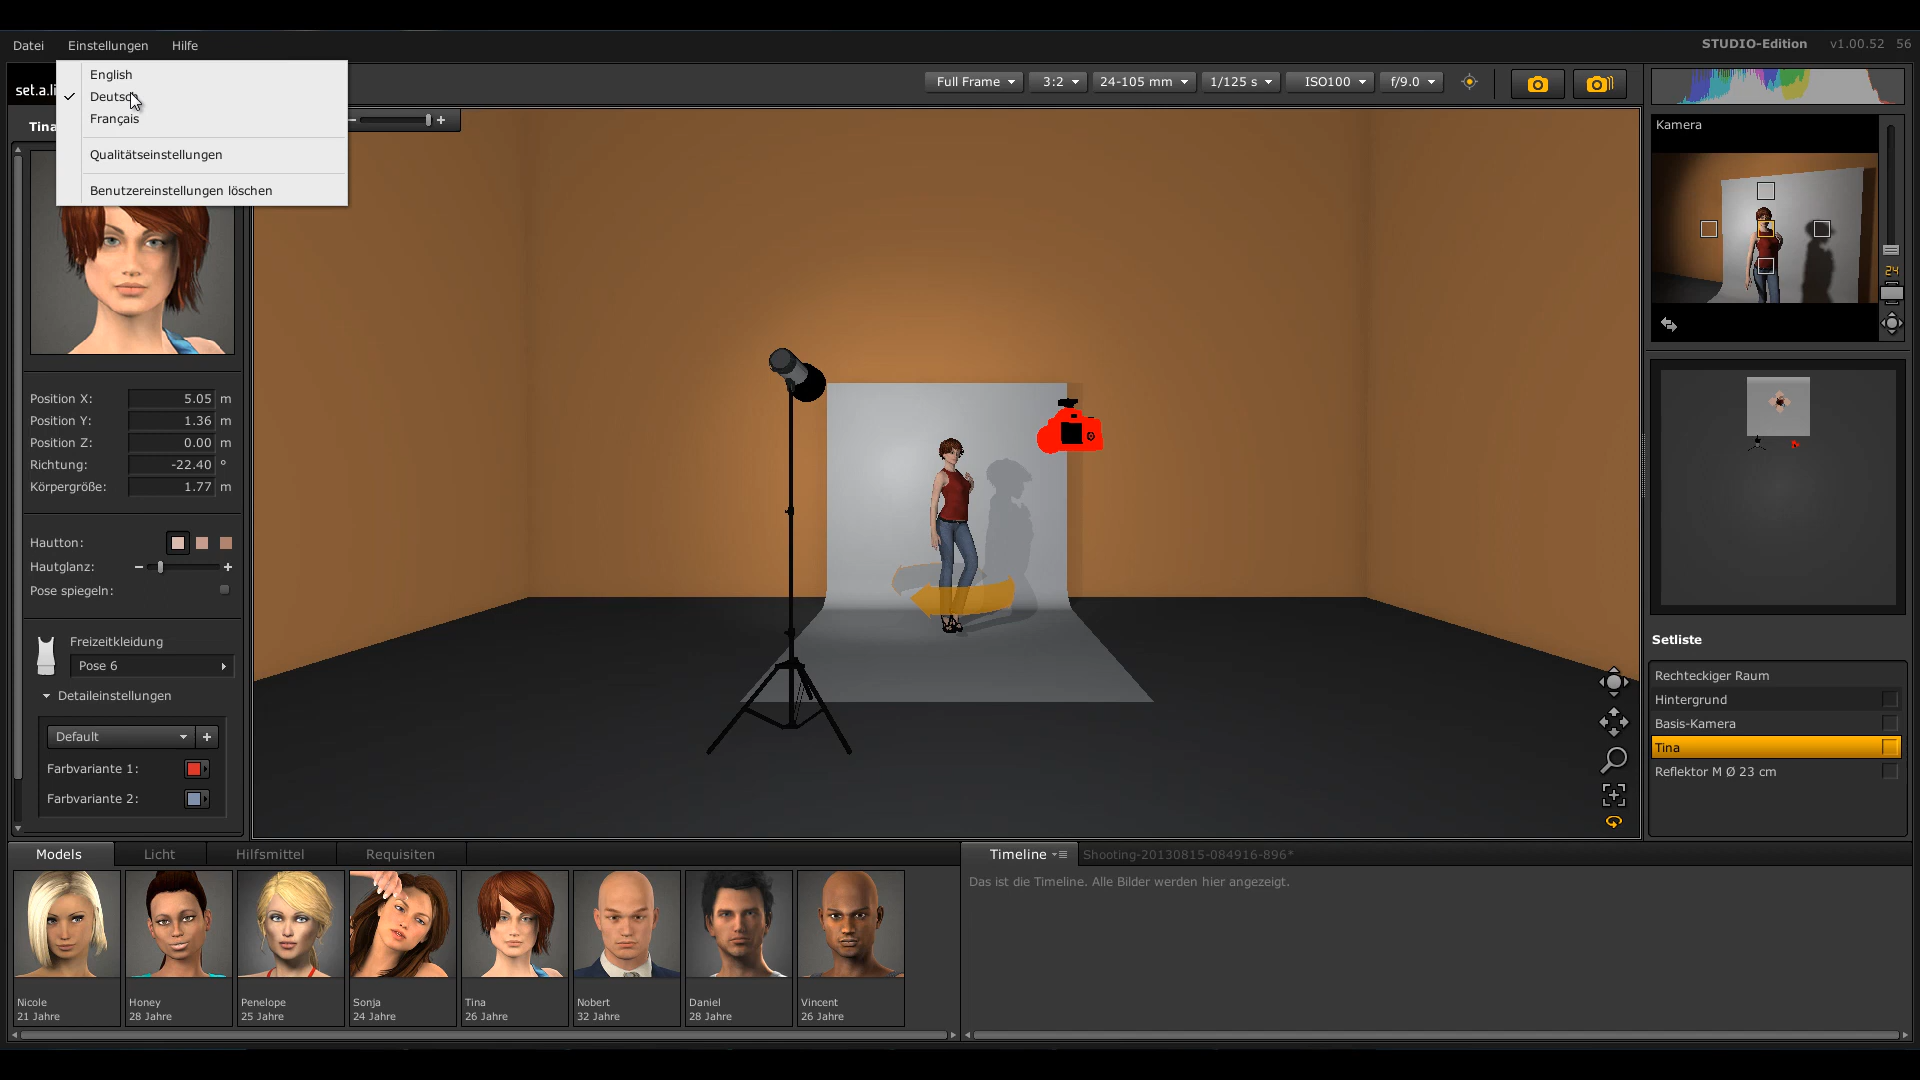 Datei Einstellungen Hilfe
STUDIO-Edition v1.00.52 56
English
Deutsch
Français
Qualitätseinstellungen
Benutzereinstellungen löschen
set.a.li
Full Frame 3:2 24-105 mm 1/125 s ISO100 f/9.0
Tina
Position X: 5.05 m
Position Y: 1.36 m
Position Z: 0.00 m
Richtung: -22.40 °
Körpergröße: 1.77 m
Hautton:
Hautglanz:
Pose spiegeln:
Freizeitkleidung
Pose 6
Detaileinstellungen
Default
Farbvariante 1:
Farbvariante 2:
Kamera
24
Setliste
Rechteckiger Raum
Hintergrund
Basis-Kamera
Tina
Reflektor M Ø 23 cm
Models Licht Hilfsmittel Requisiten
Nicole
21 Jahre
Honey
28 Jahre
Penelope
25 Jahre
Sonja
24 Jahre
Tina
26 Jahre
Nobert
32 Jahre
Daniel
28 Jahre
Vincent
26 Jahre
Timeline Shooting-20130815-084916-896*
Das ist die Timeline. Alle Bilder werden hier angezeigt.